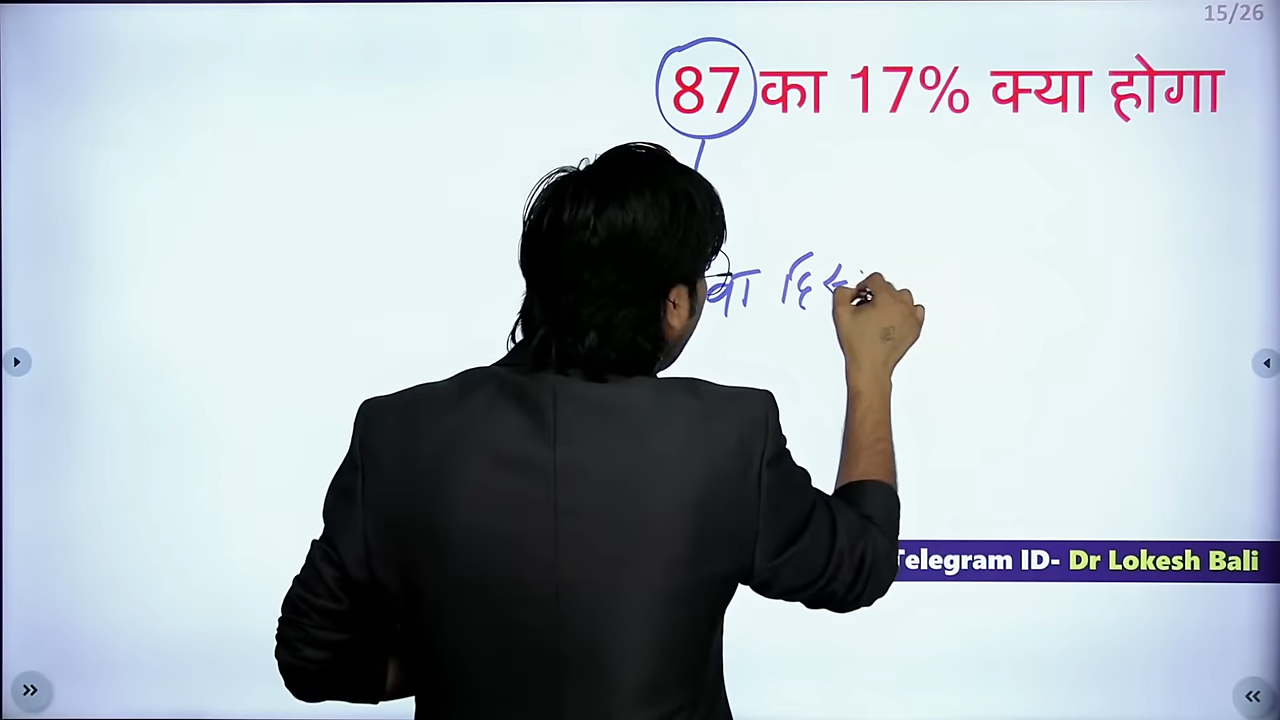 15/26
87 का 17% क्या होगा
वा
Telegram ID- Dr Lokesh Bali